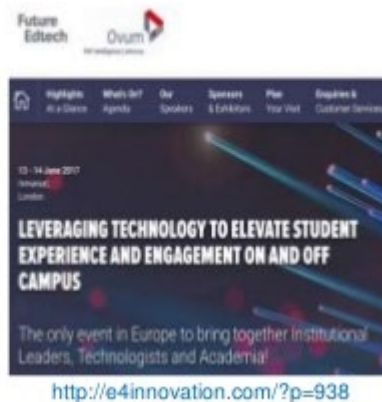 Future
Edtech
Ovum
Highlights What's On? Our Sponsors Plan Enquiries &
At a Glance Agenda Speakers & Exhibitors Your Visit Customer Services
13 - 14 June 2017
London
LEVERAGING TECHNOLOGY TO ELEVATE STUDENT
EXPERIENCE AND ENGAGEMENT ON AND OFF
CAMPUS
The only event in Europe to bring together Institutional
Leaders, Technologists and Academia!
http://e4innovation.com/?p=938